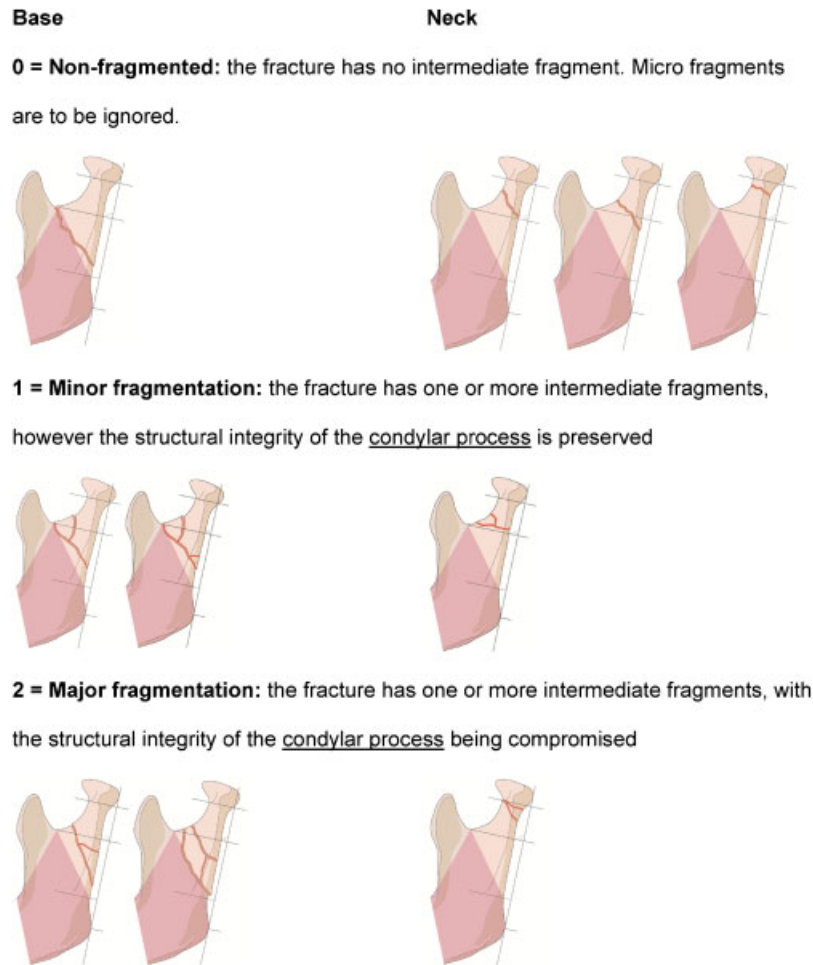 Base Neck
0 = Non-fragmented: the fracture has no intermediate fragment. Micro fragments
are to be ignored.
1 = Minor fragmentation: the fracture has one or more intermediate fragments,
however the structural integrity of the condylar process is preserved
2 = Major fragmentation: the fracture has one or more intermediate fragments, with
the structural integrity of the condylar process being compromised